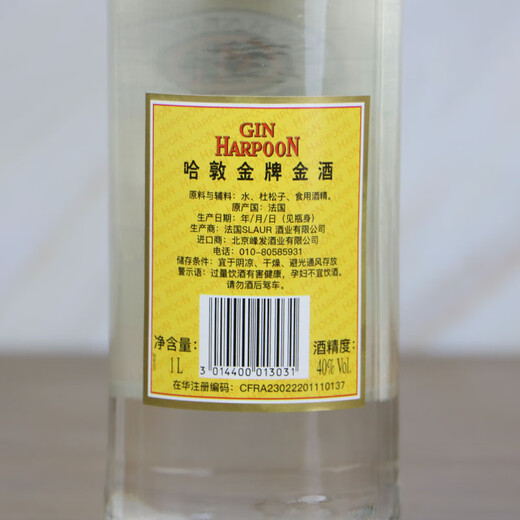 GIN
HARPOON
哈敦金牌金酒
原料与辅料：水、杜松子、食用酒精。
原产国：法国
生产日期：年/月/日（见瓶身）
生产商：法国SLAUR 酒业有限公司
进口商：北京峰发酒业有限公司
电话：010-80585931
储存条件：宜于阴凉、干燥、避光通风存放
警示语：过量饮酒有害健康，孕妇不宜饮酒。
请勿酒后驾车。
净含量：
1 L
3 014400 013031
酒精度：
40% Vol.
在华注册编码：CFRA23022201110137